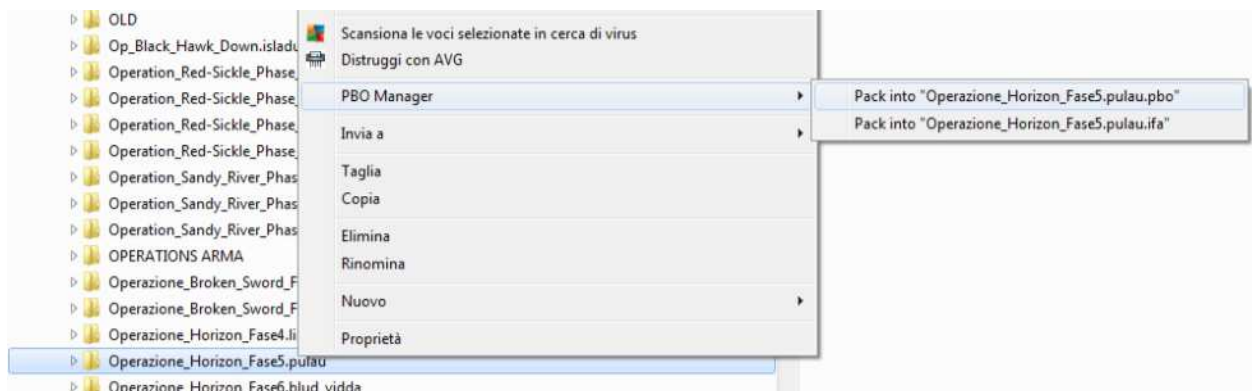 OLD
Op_Black_Hawk_Down.isladu
Operation_Red-Sickle_Phase_
Operation_Red-Sickle_Phase_
Operation_Red-Sickle_Phase_
Operation_Red-Sickle_Phase_
Operation_Sandy_River_Phas
Operation_Sandy_River_Phas
Operation_Sandy_River_Phas
OPERATIONS ARMA
Operazione_Broken_Sword_F
Operazione_Broken_Sword_F
Operazione_Horizon_Fase4.li
Operazione_Horizon_Fase5.pulau
Operazione_Horizon_Fase6.blud_vidda
Scansiona le voci selezionate in cerca di virus
Distruggi con AVG
PBO Manager
Invia a
Taglia
Copia
Elimina
Rinomina
Nuovo
Proprietà
Pack into "Operazione_Horizon_Fase5.pulau.pbo"
Pack into "Operazione_Horizon_Fase5.pulau.ifa"